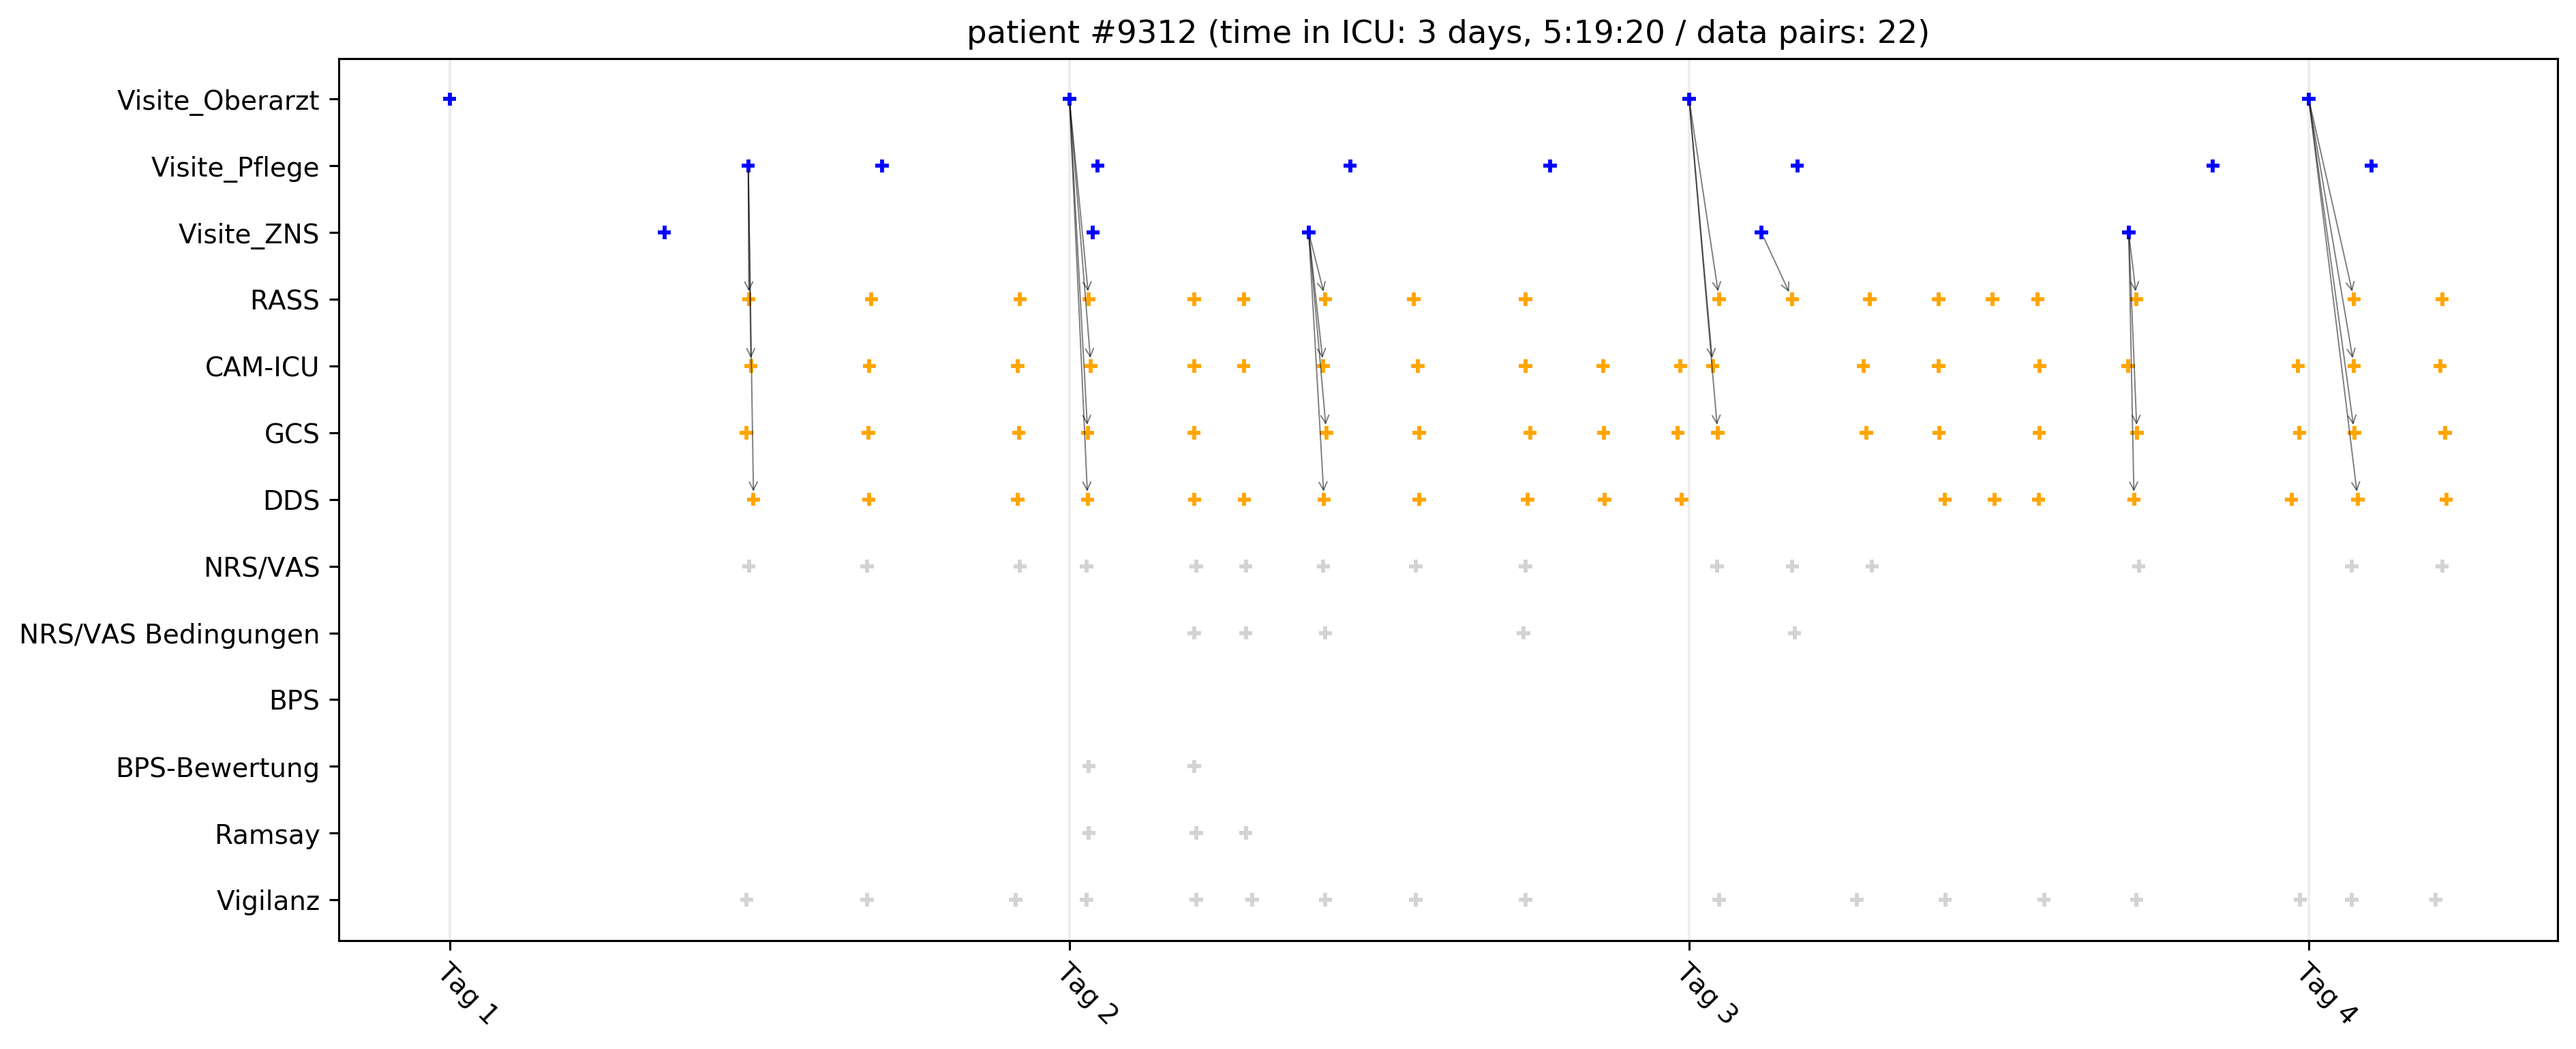 patient #9312 (time in ICU: 3 days, 5:19:20 / data pairs: 22)
Visite_Oberarzt
Visite_Pflege
Visite_ZNS
RASS
CAM-ICU
GCS
DDS
NRS/VAS
NRS/VAS Bedingungen
BPS
BPS-Bewertung
Ramsay
Vigilanz
Tag 1
Tag 2
Tag 3
Tag 4